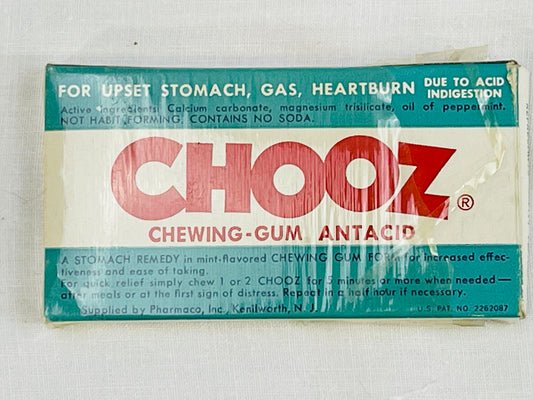 FOR UPSET STOMACH, GAS, HEARTBURN DUE TO ACID INDIGESTION
Active Ingredients: Calcium carbonate, magnesium trisilicate, oil of peppermint.
NOT HABIT FORMING. CONTAINS NO SODA.
CHOOZ®
CHEWING-GUM ANTACID
A STOMACH REMEDY in mint-flavored CHEWING GUM FORM for increased effec-
tiveness and ease of taking.
For quick relief simply chew 1 or 2 CHOOZ for 5 minutes or more when needed—
after meals or at the first sign of distress. Repeat in a half hour if necessary.
Supplied by Pharmaco, Inc., Kenilworth, N. J.
U.S. PAT. NO. 2262087